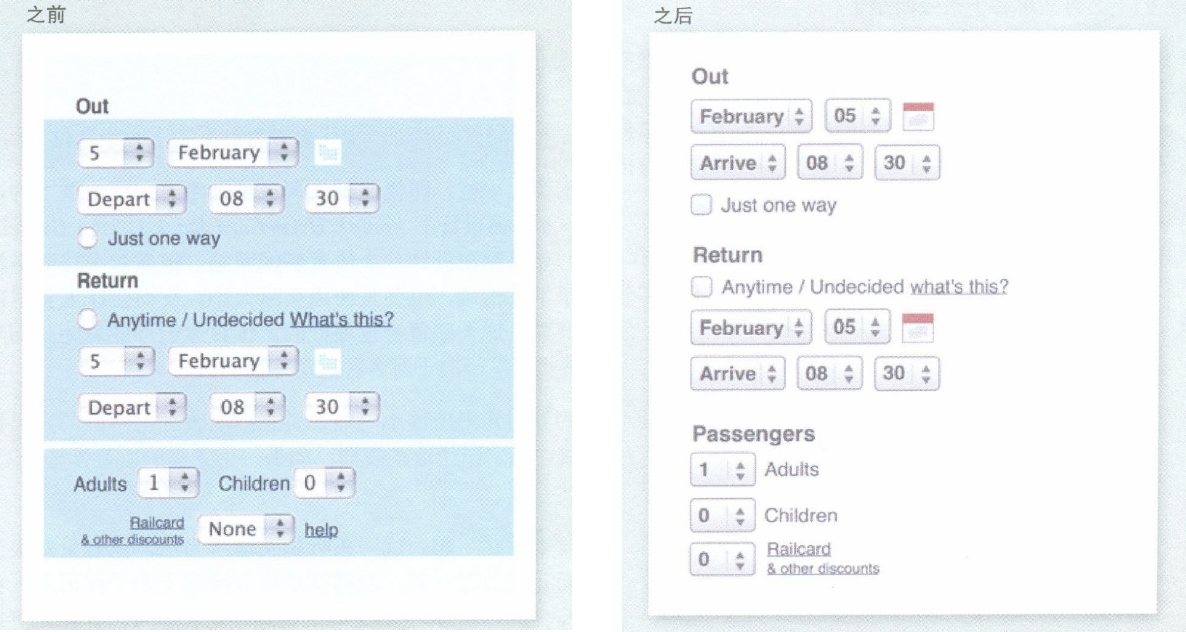 之前
Out
5 February
Depart 08 30
Just one way
Return
Anytime / Undecided What's this?
5 February
Depart 08 30
Adults 1 Children 0
Railcard
& other discounts None help
之后
Out
February 05
Arrive 08 30
Just one way
Return
Anytime / Undecided what's this?
February 05
Arrive 08 30
Passengers
1 Adults
0 Children
0 Railcard
& other discounts